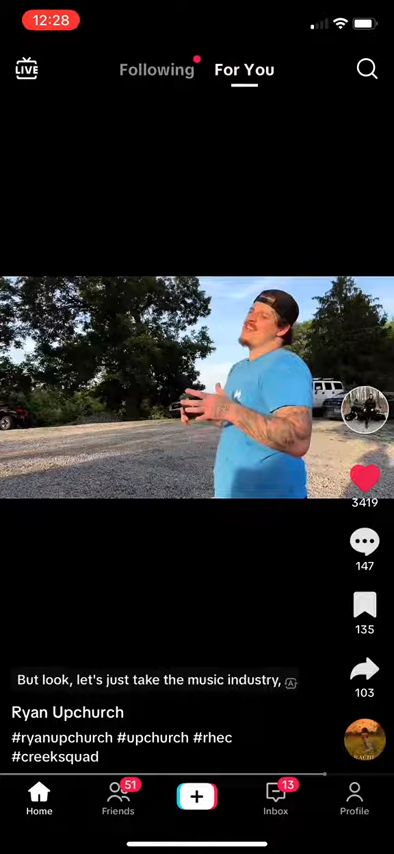 12:28
LIVE
Following
For You
3419
147
135
103
But look, let's just take the music industry,
Ryan Upchurch
#ryanupchurch #upchurch #rhec
#creeksquad
51
13
Home
Friends
Inbox
Profile